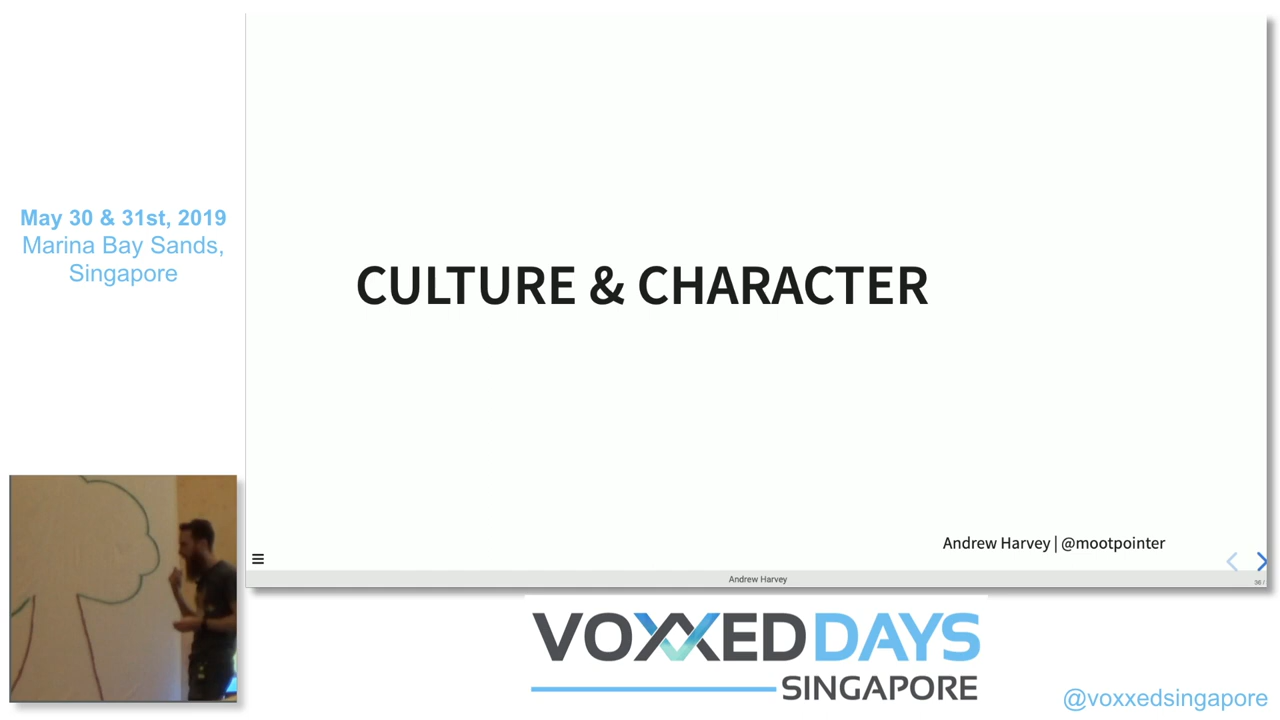 May 30 & 31st, 2019
Marina Bay Sands,
Singapore
CULTURE & CHARACTER
Andrew Harvey | @mootpointer
Andrew Harvey
36 /
VOXXED DAYS
SINGAPORE
@voxxedsingapore